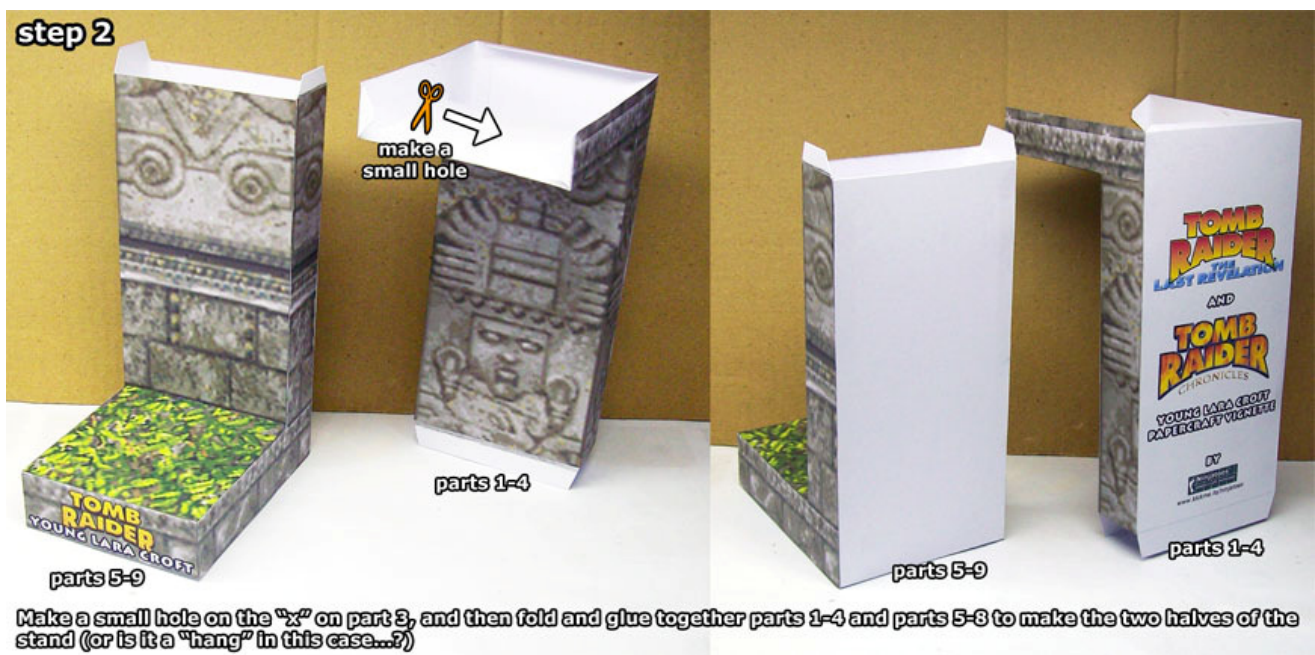 step 2
make a
small hole
parts 1-4
TOMB
RAIDER
YOUNG LARA CROFT
parts 5-9
TOMB
RAIDER
THE
LAST REVELATION
AND
TOMB
RAIDER
CHRONICLES
YOUNG LARA CROFT
PAPERCRAFT VIGNETTE
BY
parts 5-9
parts 1-4
Make a small hole on the "x" on part 3, and then fold and glue together parts 1-4 and parts 5-8 to make the two halves of the
stand (or is it a "hang" in this case...?)